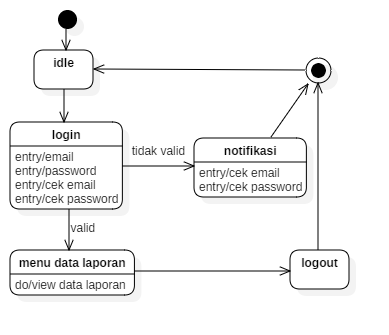 idle
login
entry/email
entry/password
entry/cek email
entry/cek password
tidak valid
notifikasi
entry/cek email
entry/cek password
valid
menu data laporan
do/view data laporan
logout